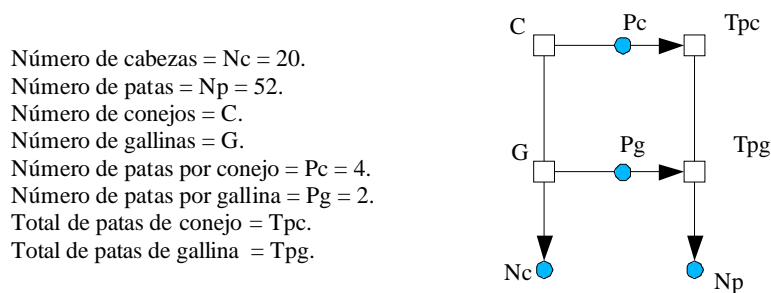 Número de cabezas = Nc = 20.
Número de patas = Np = 52.
Número de conejos = C.
Número de gallinas = G.
Número de patas por conejo = Pc = 4.
Número de patas por gallina = Pg = 2.
Total de patas de conejo = Tpc.
Total de patas de gallina = Tpg.
C Pc Tpc
G Pg Tpg
Nc Np